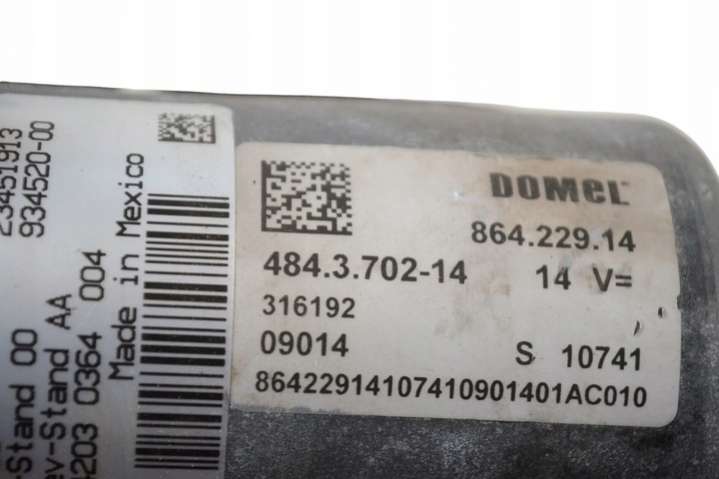 23451913
934520-00
-Stand 00
ev-Stand AA
4203 0364 004
Made in Mexico
DOMEL
864.229.14
484.3.702-14 14 V=
316192
09014 S 10741
86422914107410901401AC010